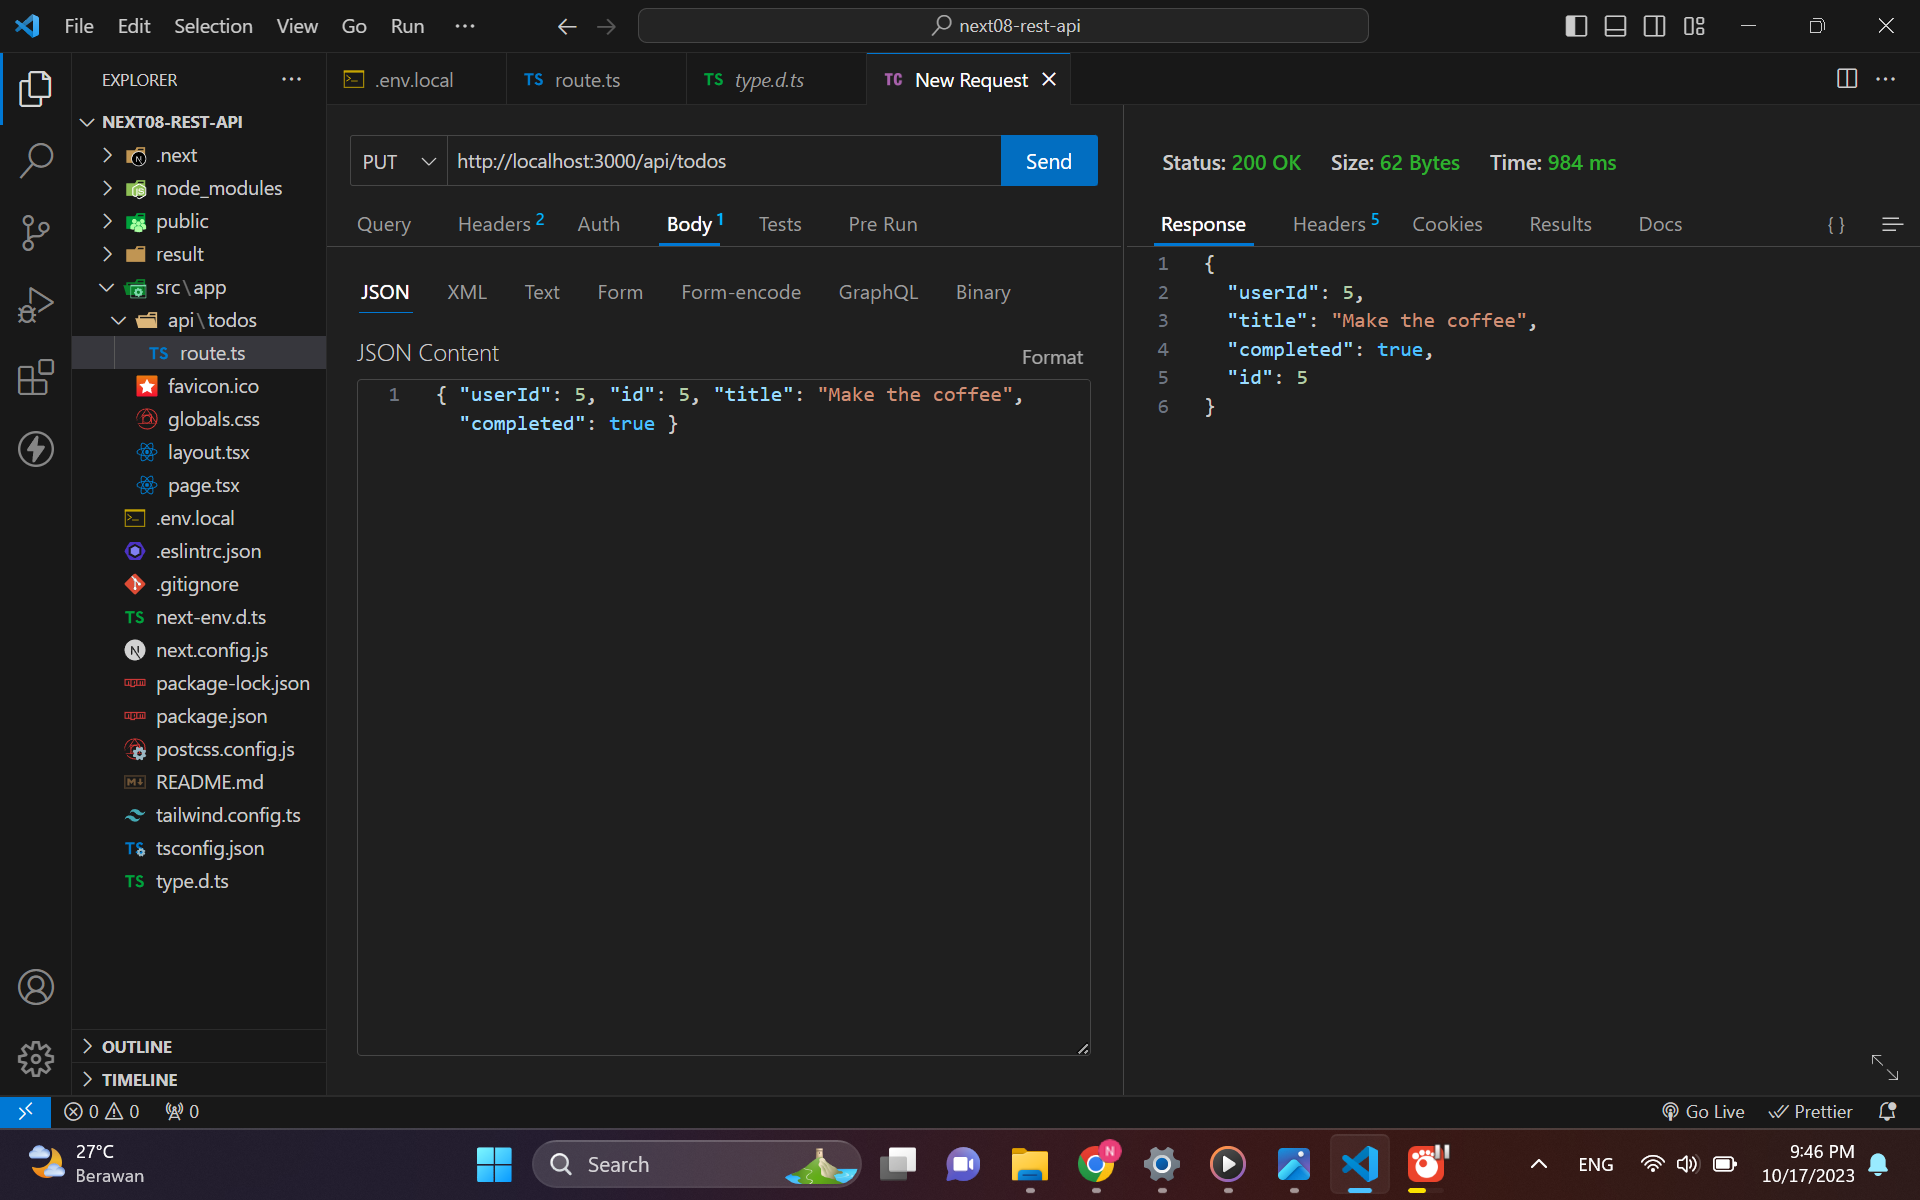 File Edit Selection View Go Run ···
next08-rest-api
EXPLORER
.env.local
TS route.ts
TS type.d.ts
TC New Request
NEXT08-REST-API
.next
node_modules
public
result
src\app
api\todos
TS route.ts
favicon.ico
globals.css
layout.tsx
page.tsx
.env.local
.eslintrc.json
.gitignore
TS next-env.d.ts
N next.config.js
package-lock.json
package.json
postcss.config.js
README.md
tailwind.config.ts
TS tsconfig.json
TS type.d.ts
OUTLINE
TIMELINE
PUT http://localhost:3000/api/todos Send
Query Headers 2 Auth Body 1 Tests Pre Run
JSON XML Text Form Form-encode GraphQL Binary
JSON Content
Format
1 { "userId": 5, "id": 5, "title": "Make the coffee",
"completed": true }
Status: 200 OK Size: 62 Bytes Time: 984 ms
Response Headers 5 Cookies Results Docs { }
1 {
2 "userId": 5,
3 "title": "Make the coffee",
4 "completed": true,
5 "id": 5
6 }
0 0 0
Go Live Prettier
27°C
Berawan
Search
N
ENG
9:46 PM
10/17/2023